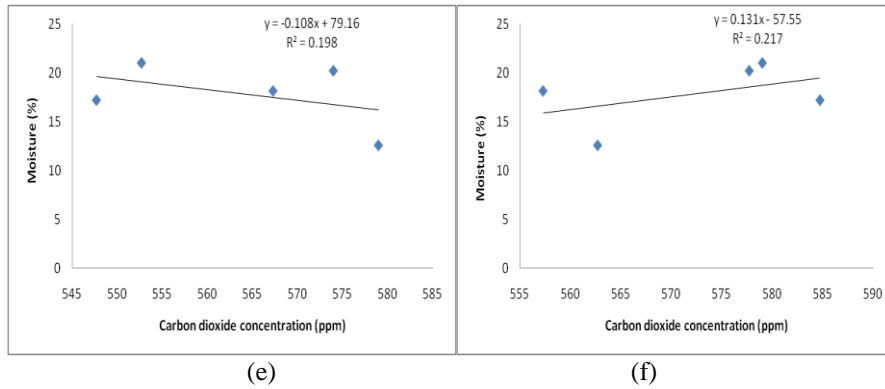 y = -0.108x + 79.16
R² = 0.198
25
20
15
10
5
0
Moisture (%)
545 550 555 560 565 570 575 580 585
Carbon dioxide concentration (ppm)
(e)
y = 0.131x - 57.55
R² = 0.217
25
20
15
10
5
0
Moisture (%)
555 560 565 570 575 580 585 590
Carbon dioxide concentration (ppm)
(f)